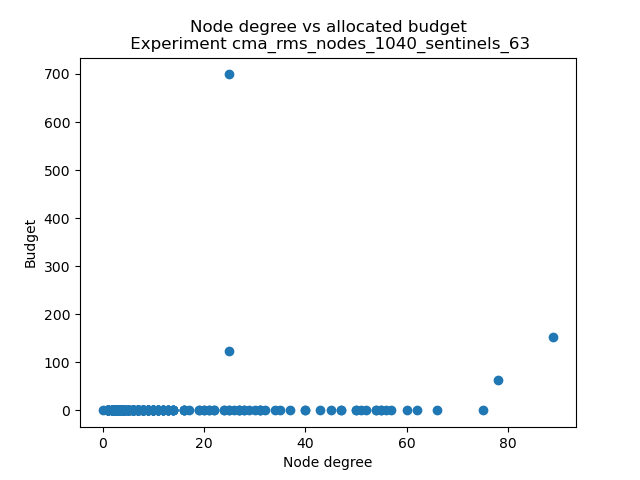 Node degree vs allocated budget
Experiment cma_rms_nodes_1040_sentinels_63
700
600
500
400
300
200
100
0
Budget
0 20 40 60 80
Node degree